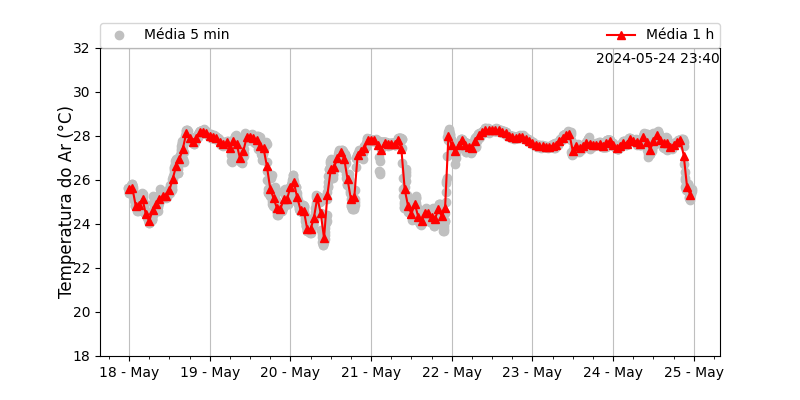 Média 5 min
Média 1 h
2024-05-24 23:40
Temperatura do Ar (°C)
32
30
28
26
24
22
20
18
18 - May
19 - May
20 - May
21 - May
22 - May
23 - May
24 - May
25 - May